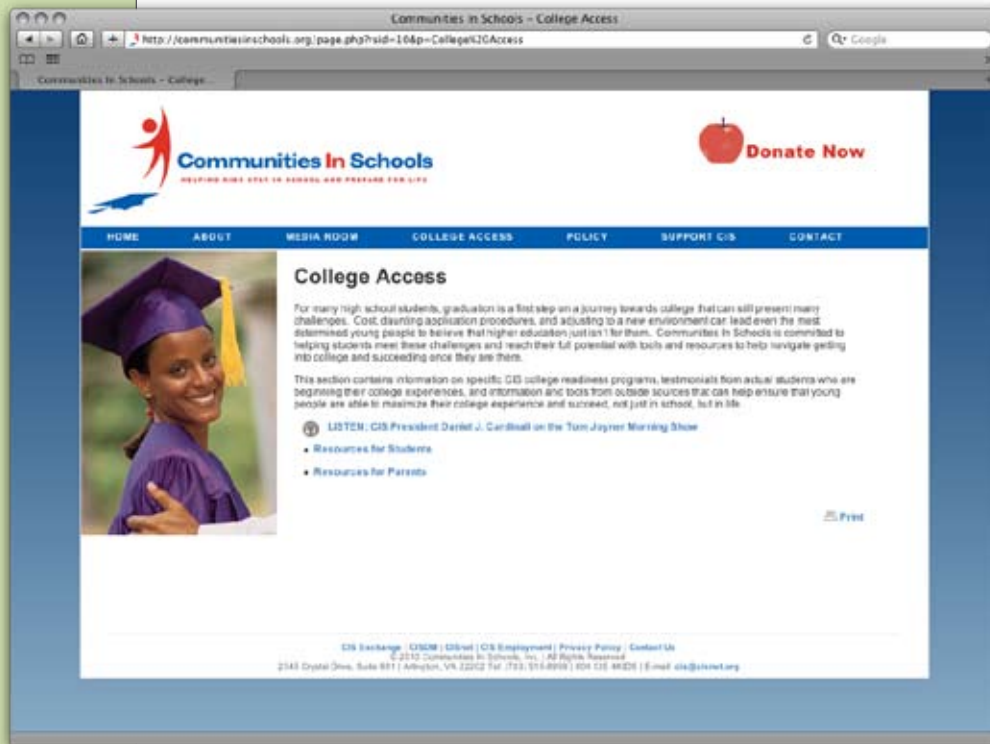 Communities In Schools – College Access
http://communitiesinschools.org/page.php?sid=10&p=College%20Access
Google
Communities In Schools – College...
Communities In Schools
HELPING KIDS STAY IN SCHOOL AND PREPARE FOR LIFE
Donate Now
HOME ABOUT MEDIA ROOM COLLEGE ACCESS POLICY SUPPORT CIS CONTACT
College Access
For many high school students, graduation is a first step on a journey towards college that can still present many
challenges. Cost, daunting application procedures, and adjusting to a new environment can lead even the most
determined young people to believe that higher education just isn't for them. Communities In Schools is committed to
helping students meet these challenges and reach their full potential with tools and resources to help navigate getting
into college and succeeding once they are there.
This section contains information on specific CIS college readiness programs, testimonials from actual students who are
beginning their college experiences, and information and tools from outside sources that can help ensure that young
people are able to maximize their college experience and succeed, not just in school, but in life.
LISTEN: CIS President Daniel J. Cardinali on the Tom Joyner Morning Show
• Resources for Students
• Resources for Parents
Print
CIS Exchange | CISDM | CISnet | CIS Employment | Privacy Policy | Contact Us
© 2010 Communities In Schools, Inc. | All Rights Reserved
Crystal Drive, Suite | Arlington, VA 22202 Tel: | E-mail: cis@cisnet.org